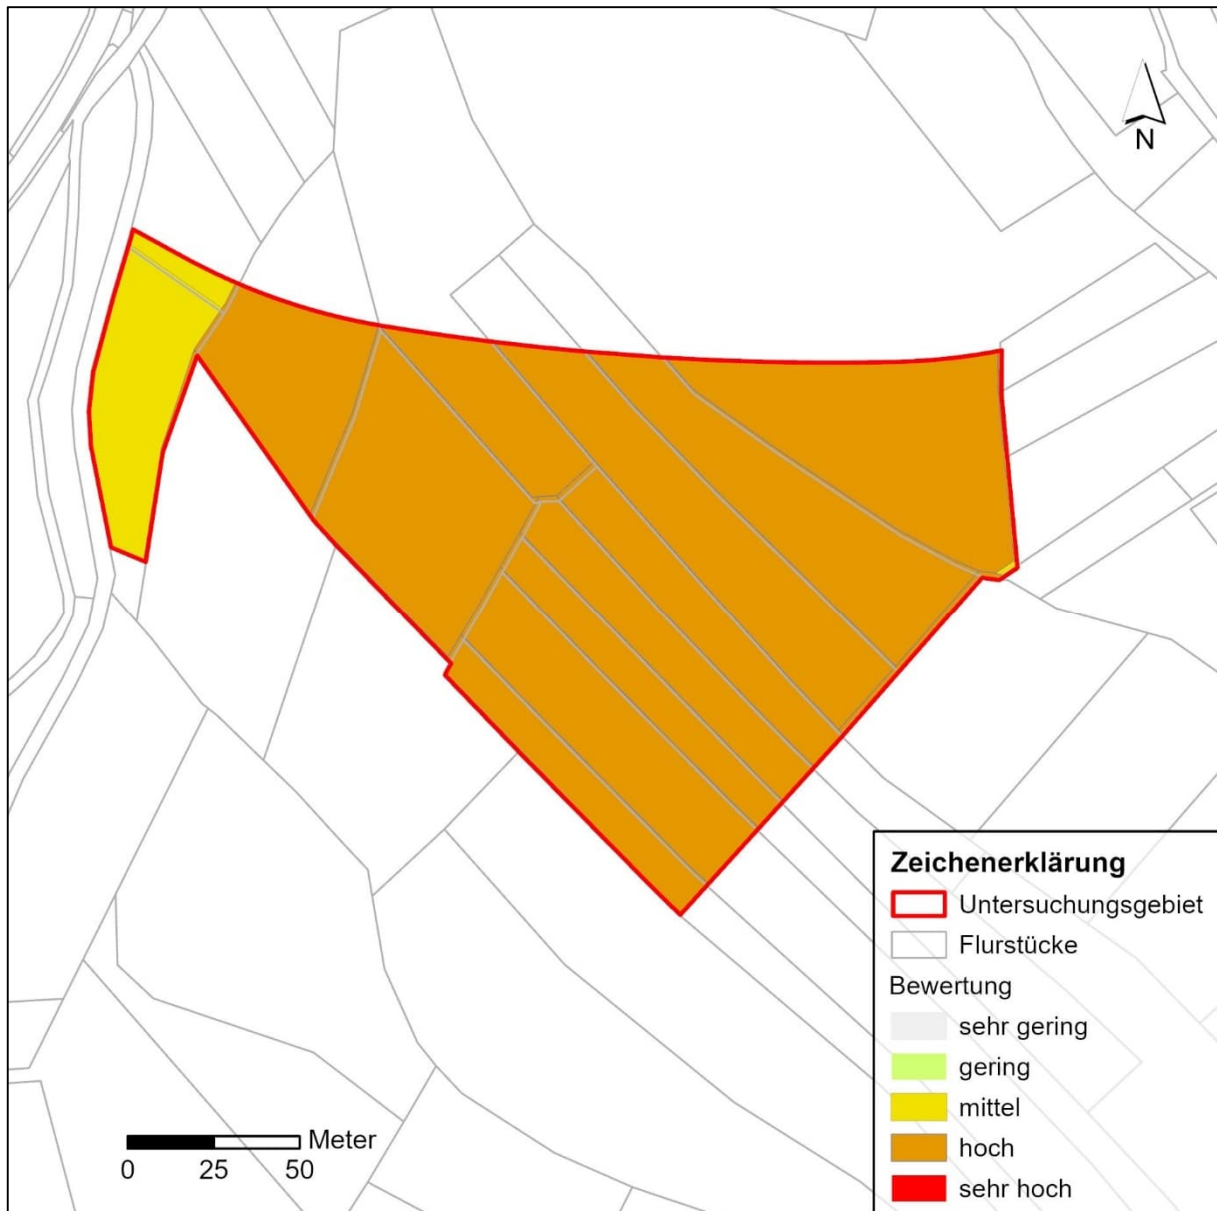 N
Zeichenerklärung
Untersuchungsgebiet
Flurstücke
Bewertung
sehr gering
gering
mittel
hoch
sehr hoch
Meter
0 25 50